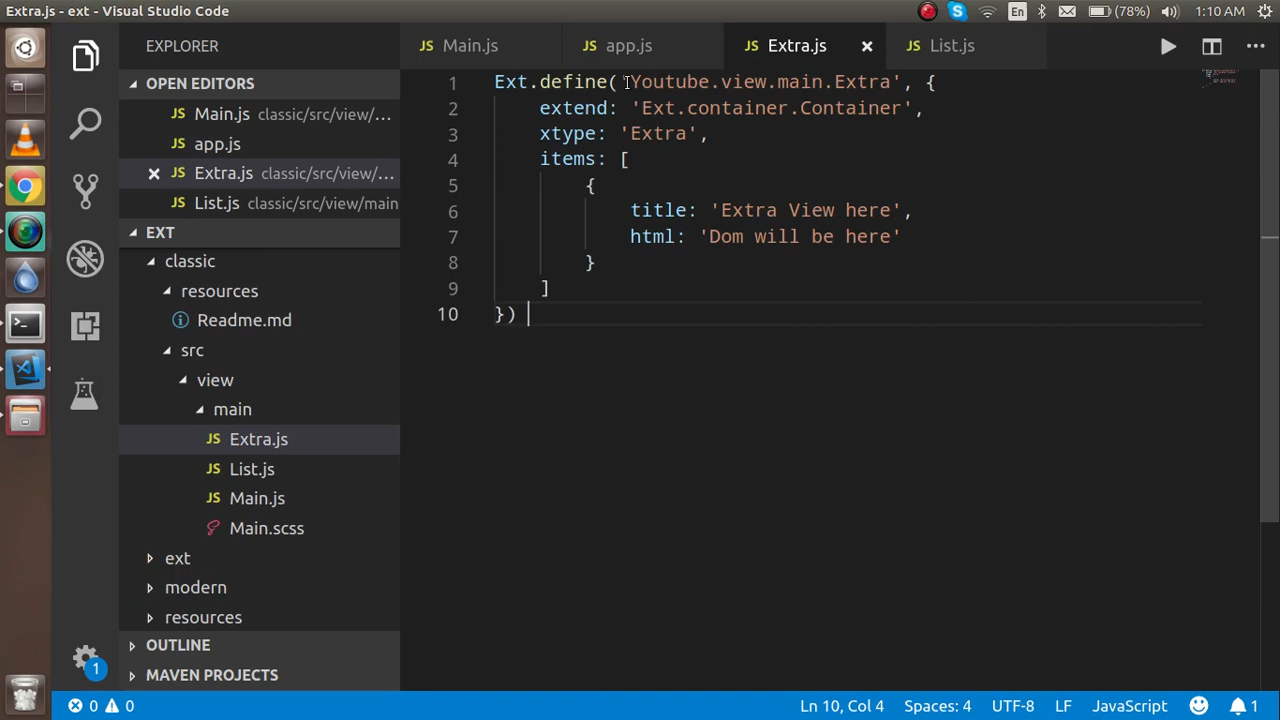 Extra.js - ext - Visual Studio Code
En
(78%)
1:10 AM
EXPLORER
OPEN EDITORS
JS Main.js classic/src/view/...
JS app.js
JS Extra.js classic/src/view/...
JS List.js classic/src/view/main
EXT
classic
resources
Readme.md
src
view
main
JS Extra.js
JS List.js
JS Main.js
Main.scss
ext
modern
resources
OUTLINE
MAVEN PROJECTS
1
JS Main.js
JS app.js
JS Extra.js
JS List.js
1 Ext.define('Youtube.view.main.Extra', {
2 extend: 'Ext.container.Container',
3 xtype: 'Extra',
4 items: [
5 {
6 title: 'Extra View here',
7 html: 'Dom will be here'
8 }
9 ]
10 })
0
0
Ln 10, Col 4
Spaces: 4
UTF-8
LF
JavaScript
1